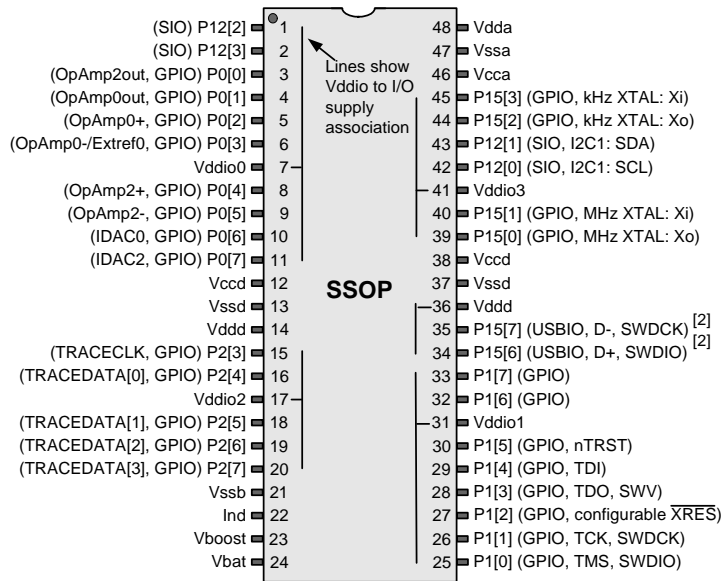 (SIO) P12[2] 1
(SIO) P12[3] 2
(OpAmp2out, GPIO) P0[0] 3
(OpAmp0out, GPIO) P0[1] 4
(OpAmp0+, GPIO) P0[2] 5
(OpAmp0-/Extref0, GPIO) P0[3] 6
Vddio0 7
(OpAmp2+, GPIO) P0[4] 8
(OpAmp2-, GPIO) P0[5] 9
(IDAC0, GPIO) P0[6] 10
(IDAC2, GPIO) P0[7] 11
Vccd 12
Vssd 13
Vddd 14
(TRACECLK, GPIO) P2[3] 15
(TRACEDATA[0], GPIO) P2[4] 16
Vddio2 17
(TRACEDATA[1], GPIO) P2[5] 18
(TRACEDATA[2], GPIO) P2[6] 19
(TRACEDATA[3], GPIO) P2[7] 20
Vssb 21
Ind 22
Vboost 23
Vbat 24
Lines show
Vddio to I/O
supply
association
SSOP
48 Vdda
47 Vssa
46 Vcca
45 P15[3] (GPIO, kHz XTAL: Xi)
44 P15[2] (GPIO, kHz XTAL: Xo)
43 P12[1] (SIO, I2C1: SDA)
42 P12[0] (SIO, I2C1: SCL)
41 Vddio3
40 P15[1] (GPIO, MHz XTAL: Xi)
39 P15[0] (GPIO, MHz XTAL: Xo)
38 Vccd
37 Vssd
36 Vddd
35 P15[7] (USBIO, D-, SWDCK) [2]
34 P15[6] (USBIO, D+, SWDIO) [2]
33 P1[7] (GPIO)
32 P1[6] (GPIO)
31 Vddio1
30 P1[5] (GPIO, nTRST)
29 P1[4] (GPIO, TDI)
28 P1[3] (GPIO, TDO, SWV)
27 P1[2] (GPIO, configurable XRES)
26 P1[1] (GPIO, TCK, SWDCK)
25 P1[0] (GPIO, TMS, SWDIO)